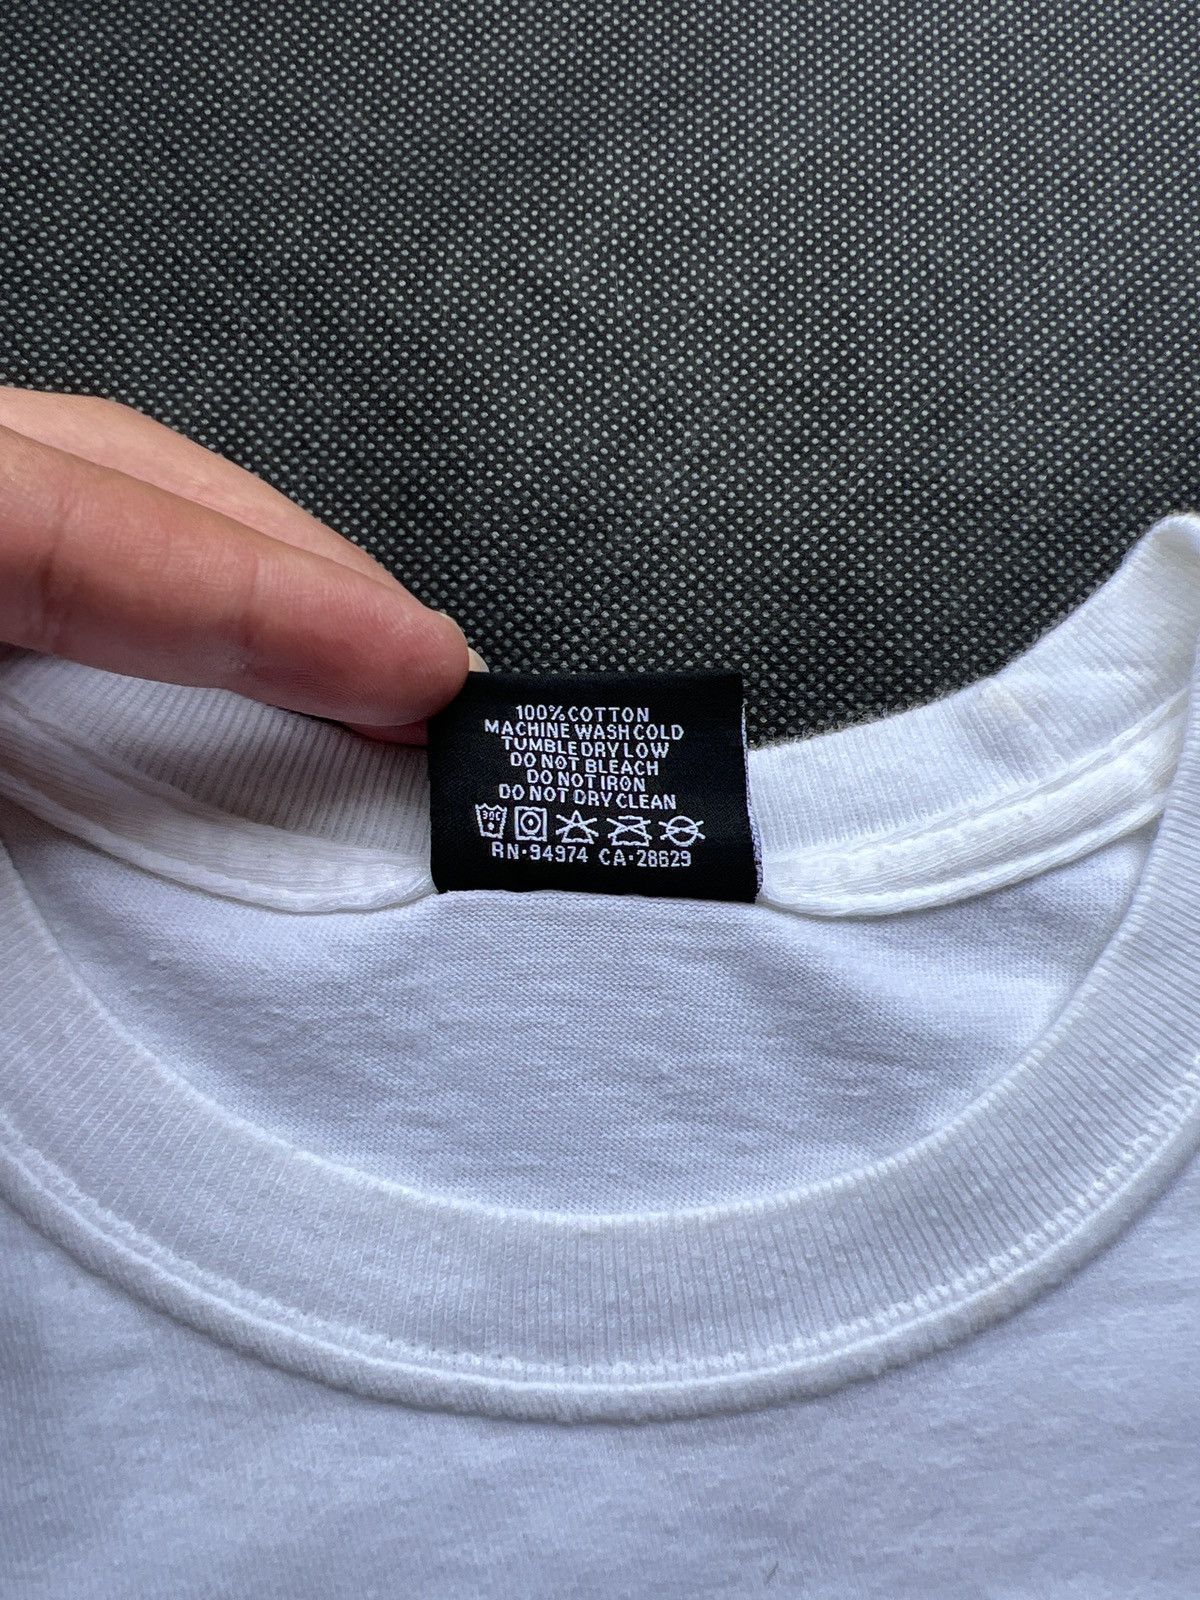 100% COTTON
MACHINE WASH COLD
TUMBLE DRY LOW
DO NOT BLEACH
DO NOT IRON
DO NOT DRY CLEAN
30C
RN-94974 CA-28629